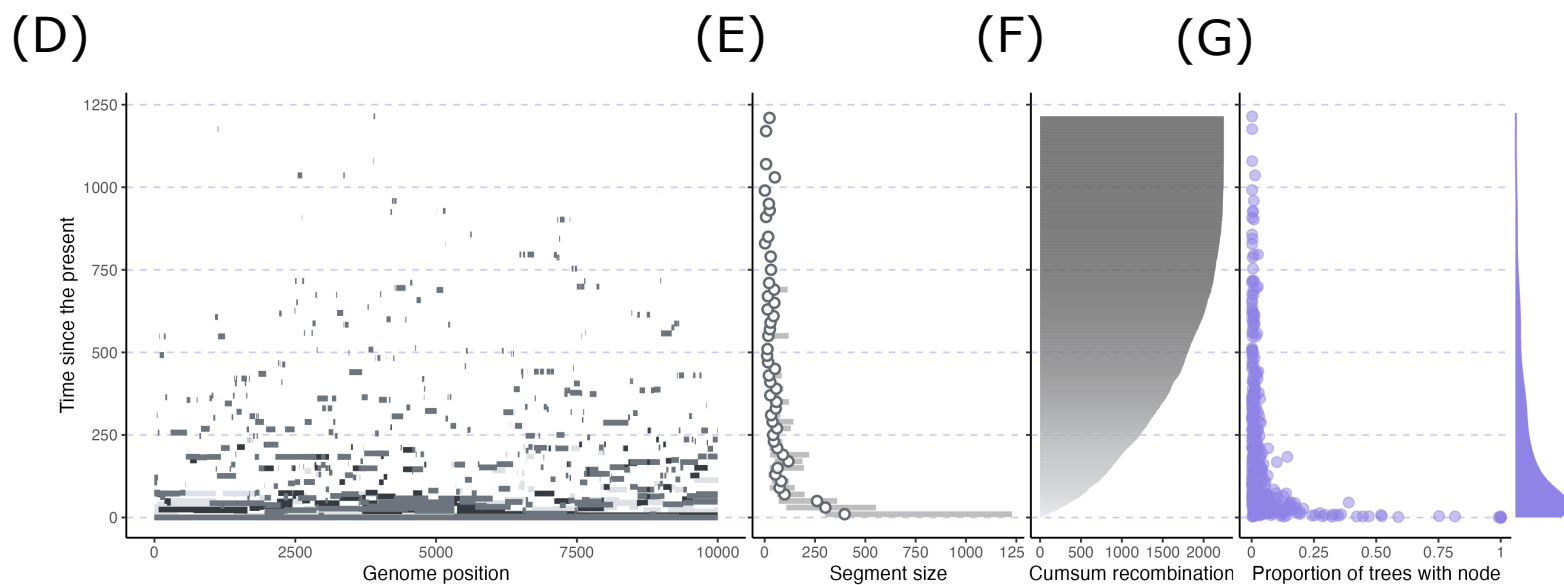 (D) (E) (F) (G)
Time since the present
1250
1000
750
500
250
0
0 2500 5000 7500 10000
Genome position
0 250 500 750 1000 125
Segment size
0 500 1000 1500 2000
Cumsum recombination
0 0.25 0.50 0.75 1
Proportion of trees with node